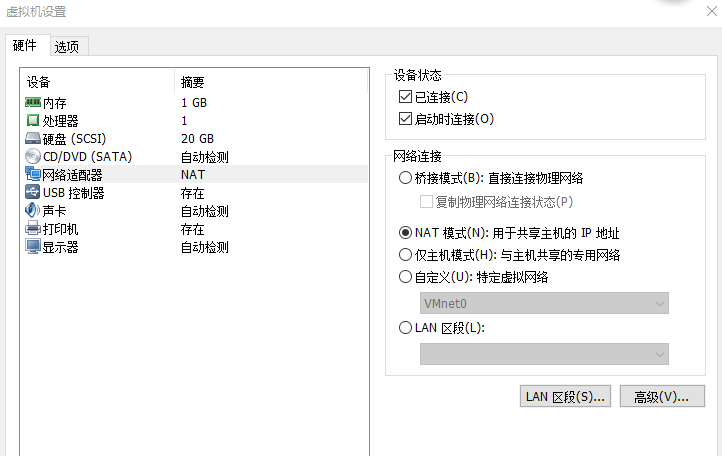 虚拟机设置
硬件 选项
设备 摘要
内存 1 GB
处理器 1
硬盘 (SCSI) 20 GB
CD/DVD (SATA) 自动检测
网络适配器 NAT
USB 控制器 存在
声卡 自动检测
打印机 存在
显示器 自动检测
设备状态
已连接(C)
启动时连接(O)
网络连接
桥接模式(B): 直接连接物理网络
复制物理网络连接状态(P)
NAT 模式(N): 用于共享主机的 IP 地址
仅主机模式(H): 与主机共享的专用网络
自定义(U): 特定虚拟网络
VMnet0
LAN 区段(L):
LAN 区段(S)... 高级(V)...